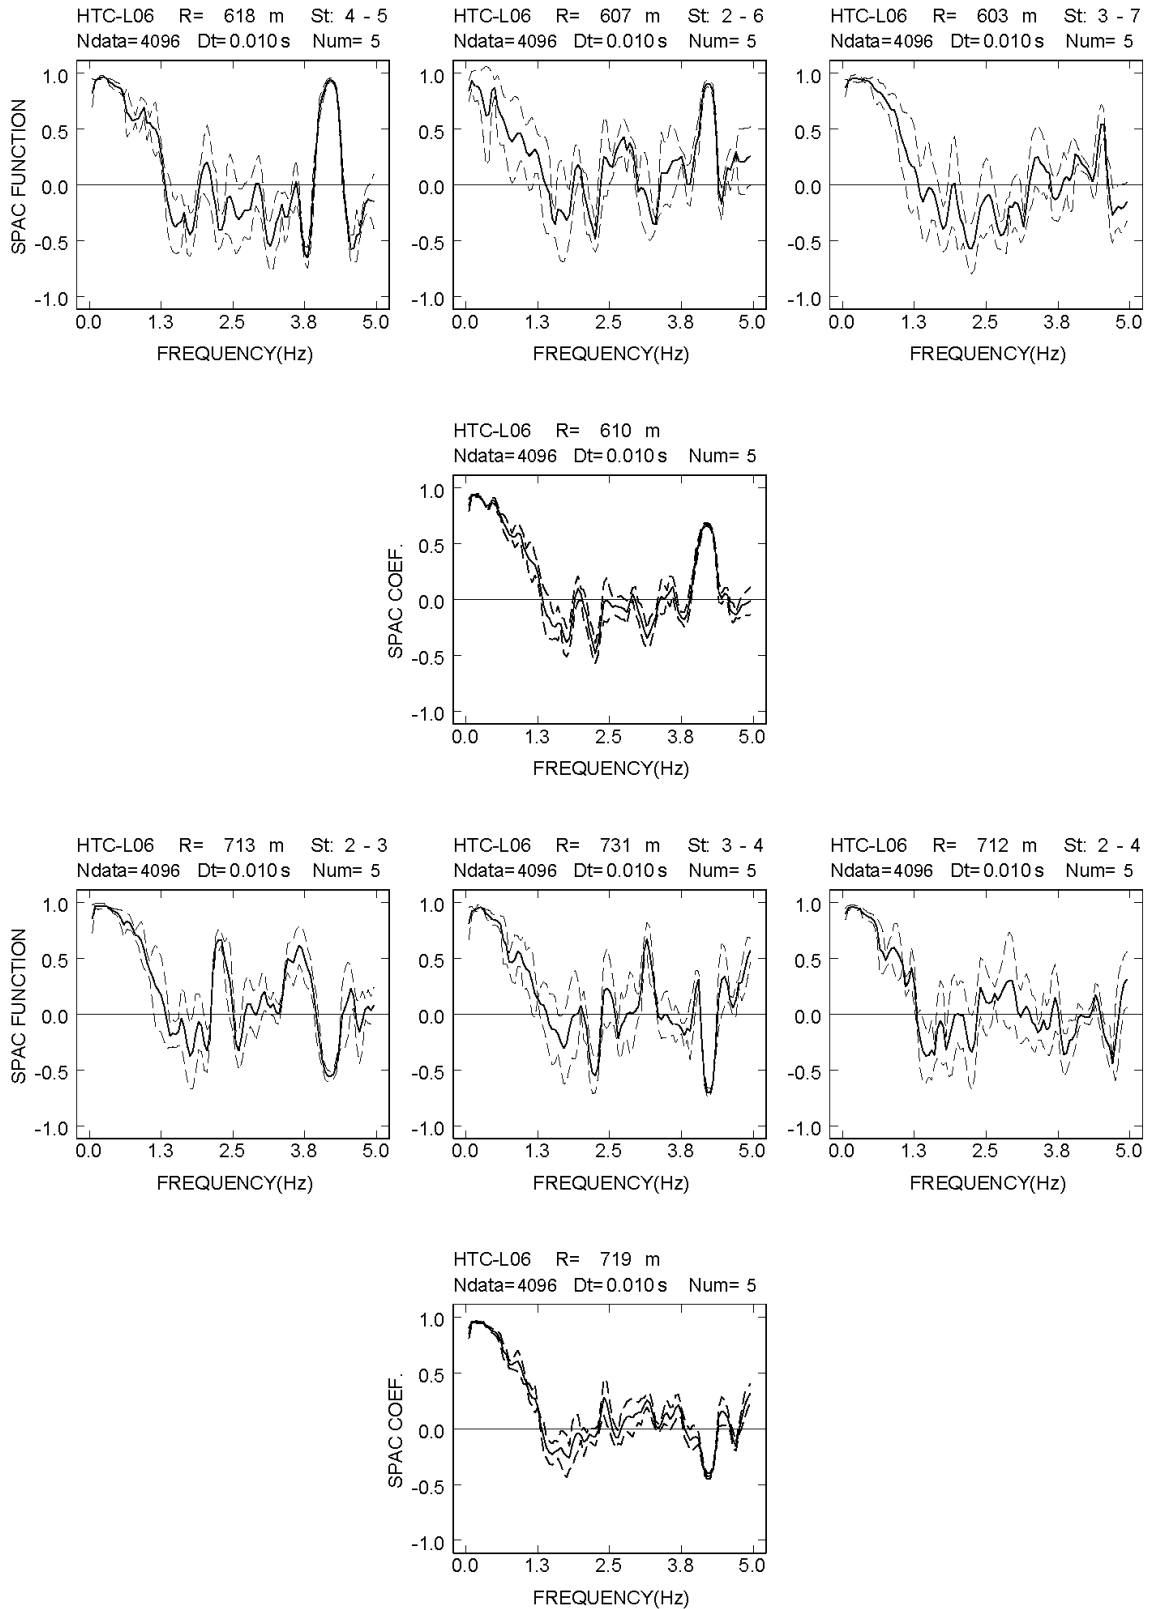 HTC-L06 R= 618 m St: 4 - 5
Ndata=4096 Dt=0.010 s Num= 5
SPAC FUNCTION
1.0
0.5
0.0
-0.5
-1.0
0.0 1.3 2.5 3.8 5.0
FREQUENCY(Hz)
HTC-L06 R= 607 m St: 2 - 6
Ndata=4096 Dt=0.010 s Num= 5
1.0
0.5
0.0
-0.5
-1.0
0.0 1.3 2.5 3.8 5.0
FREQUENCY(Hz)
HTC-L06 R= 603 m St: 3 - 7
Ndata=4096 Dt=0.010 s Num= 5
1.0
0.5
0.0
-0.5
-1.0
0.0 1.3 2.5 3.8 5.0
FREQUENCY(Hz)
HTC-L06 R= 610 m
Ndata=4096 Dt=0.010 s Num= 5
SPAC COEF.
1.0
0.5
0.0
-0.5
-1.0
0.0 1.3 2.5 3.8 5.0
FREQUENCY(Hz)
HTC-L06 R= 713 m St: 2 - 3
Ndata=4096 Dt=0.010 s Num= 5
SPAC FUNCTION
1.0
0.5
0.0
-0.5
-1.0
0.0 1.3 2.5 3.8 5.0
FREQUENCY(Hz)
HTC-L06 R= 731 m St: 3 - 4
Ndata=4096 Dt=0.010 s Num= 5
1.0
0.5
0.0
-0.5
-1.0
0.0 1.3 2.5 3.8 5.0
FREQUENCY(Hz)
HTC-L06 R= 712 m St: 2 - 4
Ndata=4096 Dt=0.010 s Num= 5
1.0
0.5
0.0
-0.5
-1.0
0.0 1.3 2.5 3.8 5.0
FREQUENCY(Hz)
HTC-L06 R= 719 m
Ndata=4096 Dt=0.010 s Num= 5
SPAC COEF.
1.0
0.5
0.0
-0.5
-1.0
0.0 1.3 2.5 3.8 5.0
FREQUENCY(Hz)